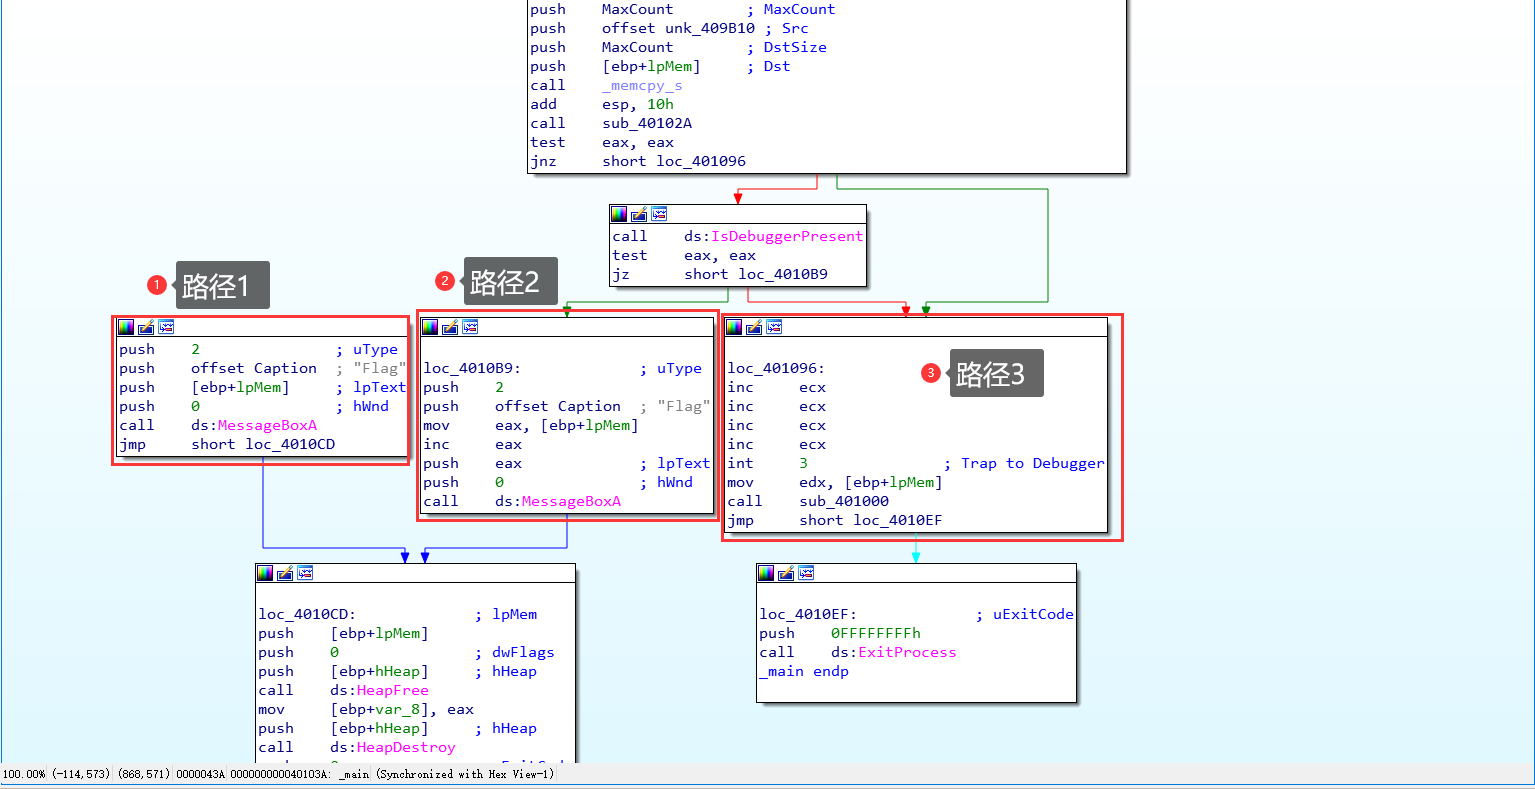 push MaxCount ; MaxCount
push offset unk_409B10 ; Src
push MaxCount ; DstSize
push [ebp+lpMem] ; Dst
call _memcpy_s
add esp, 10h
call sub_40102A
test eax, eax
jnz short loc_401096
call ds:IsDebuggerPresent
test eax, eax
jz short loc_4010B9
1 路径1
push 2 ; uType
push offset Caption ; "Flag"
push [ebp+lpMem] ; lpText
push 0 ; hWnd
call ds:MessageBoxA
jmp short loc_4010CD
2 路径2
loc_4010B9: ; uType
push 2
push offset Caption ; "Flag"
mov eax, [ebp+lpMem]
inc eax
push eax ; lpText
push 0 ; hWnd
call ds:MessageBoxA
3 路径3
loc_401096:
inc ecx
inc ecx
inc ecx
inc ecx
int 3 ; Trap to Debugger
mov edx, [ebp+lpMem]
call sub_401000
jmp short loc_4010EF
loc_4010CD: ; lpMem
push [ebp+lpMem]
push 0 ; dwFlags
push [ebp+hHeap] ; hHeap
call ds:HeapFree
mov [ebp+var_8], eax
push [ebp+hHeap] ; hHeap
call ds:HeapDestroy
loc_4010EF: ; uExitCode
push 0FFFFFFFFh
call ds:ExitProcess
_main endp
100.00% (-114,573) (868,571) 0000043A 000000000040103A: _main (Synchronized with Hex View-1)